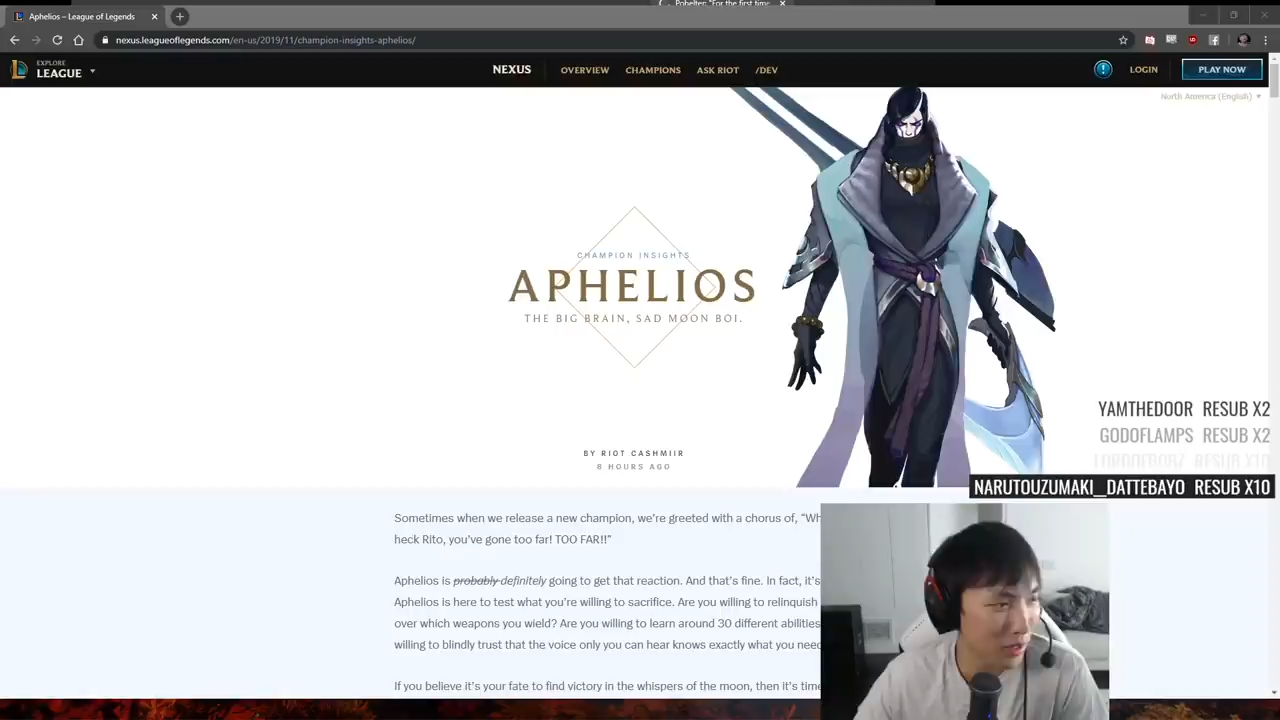 Aphelios – League of Legends
Pobelter: "For the first time
nexus.leagueoflegends.com/en-us/2019/11/champion-insights-aphelios/
EXPLORE
LEAGUE
NEXUS
OVERVIEW
CHAMPIONS
ASK RIOT
/DEV
LOGIN
PLAY NOW
North America (English)
CHAMPION INSIGHTS
APHELIOS
THE BIG BRAIN, SAD MOON BOI.
BY RIOT CASHMIIR
8 HOURS AGO
YAMTHEDOOR RESUB X2
GODOFLAMPS RESUB X2
NARUTOUZUMAKI__DATTEBAYO RESUB X10
Sometimes when we release a new champion, we’re greeted with a chorus of, “Wh
heck Rito, you’ve gone too far! TOO FAR!!”
Aphelios is probably definitely going to get that reaction. And that’s fine. In fact, it’s
Aphelios is here to test what you’re willing to sacrifice. Are you willing to relinquish
over which weapons you wield? Are you willing to learn around 30 different abilities
willing to blindly trust that the voice only you can hear knows exactly what you need
If you believe it’s your fate to find victory in the whispers of the moon, then it’s time